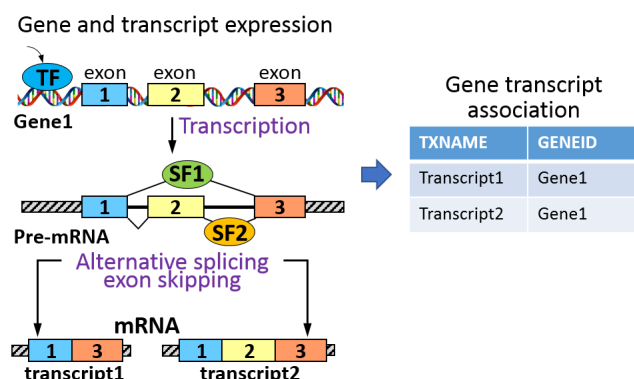 Gene and transcript expression
TF
exon exon exon
1 2 3
Gene1
Transcription
SF1
1 2 3
SF2
Pre-mRNA
Alternative splicing
exon skipping
mRNA
1 3 1 2 3
transcript1 transcript2
Gene transcript
association
TXNAME GENEID
Transcript1 Gene1
Transcript2 Gene1